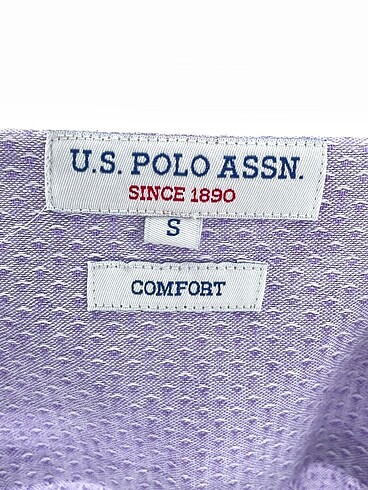 U.S. POLO ASSN.
SINCE 1890
S
COMFORT